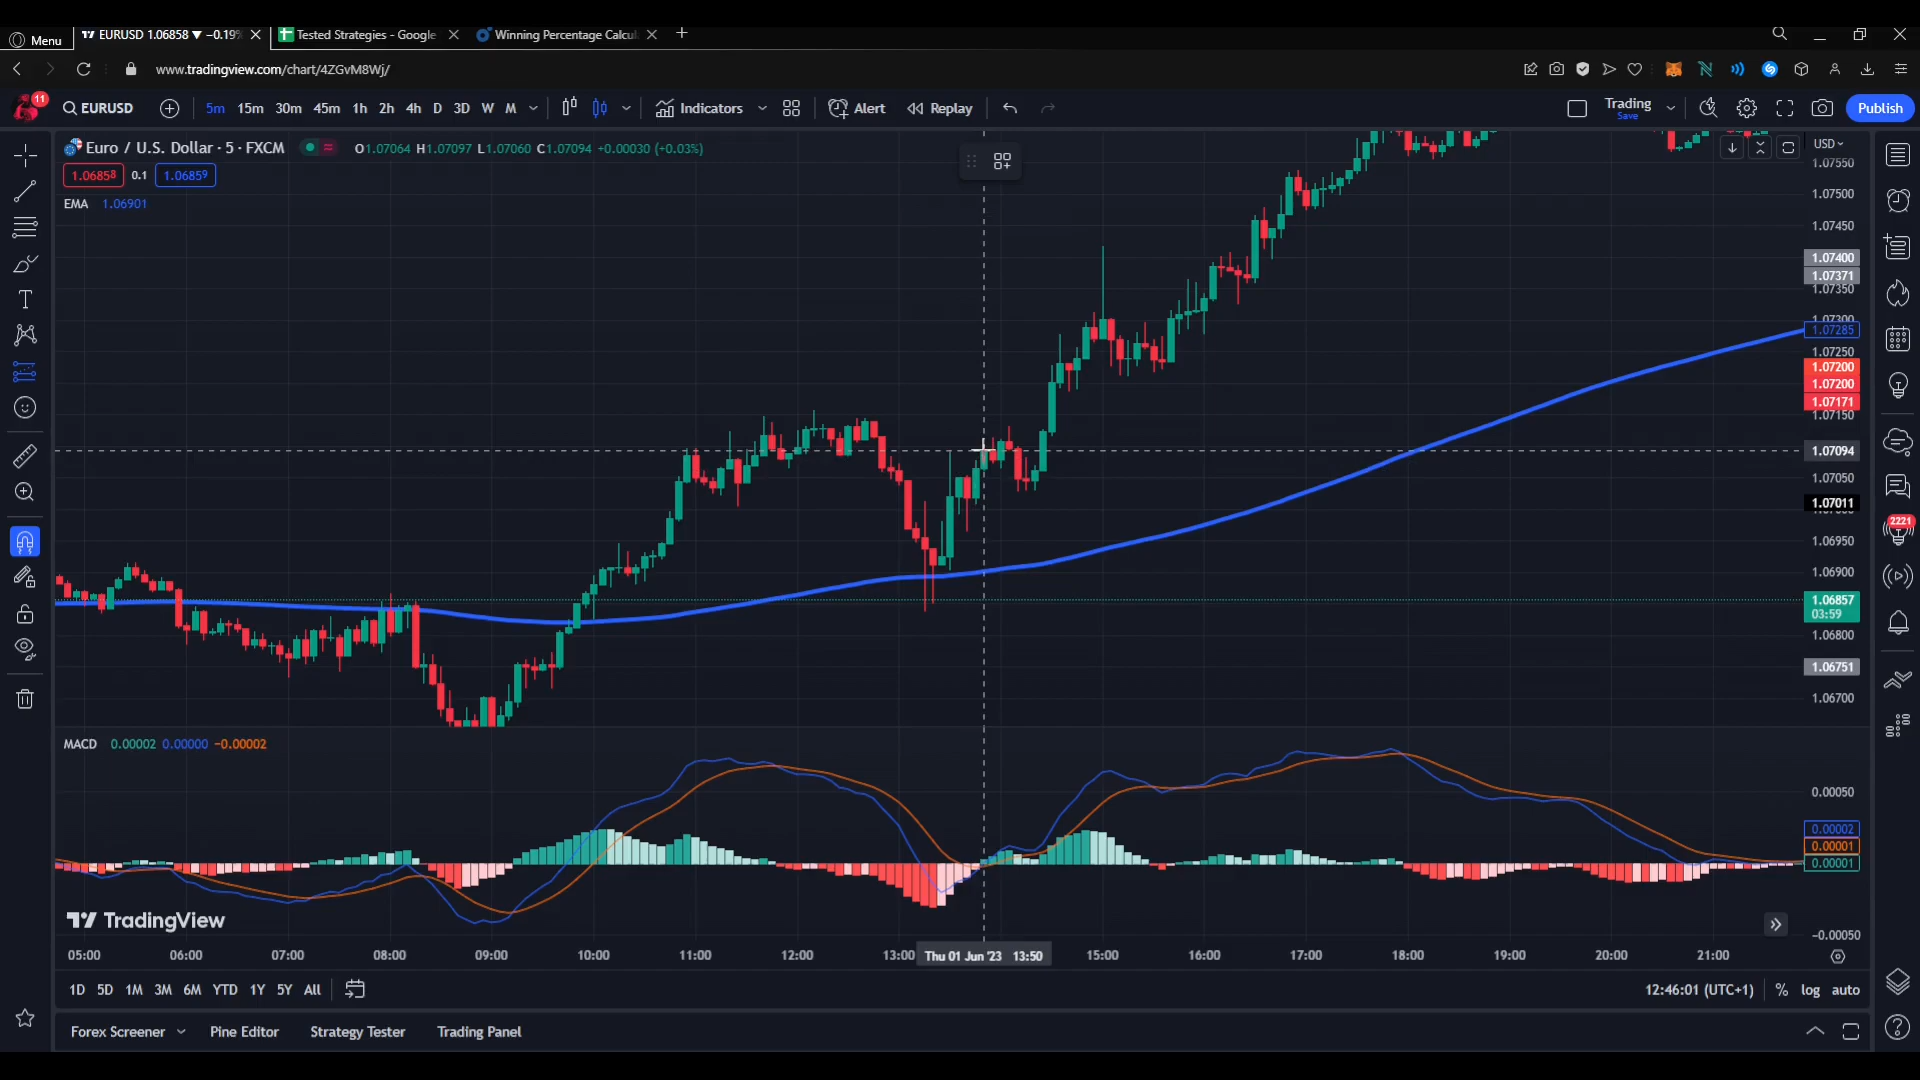 Menu
EURUSD 1.06858 ▼ −0.19%
Tested Strategies - Google
Winning Percentage Calcul
www.tradingview.com/chart/4ZGvM8Wj/
11
EURUSD
5m 15m 30m 45m 1h 2h 4h D 3D W M
Indicators
Alert
Replay
Trading
Save
Publish
Euro / U.S. Dollar · 5 · FXCM
O1.07064 H1.07097 L1.07060 C1.07094 +0.00030 (+0.03%)
USD
1.06858 0.1 1.06859
EMA 1.06901
1.07550
1.07500
1.07450
1.07400
1.07371
1.07350
1.07300
1.07285
1.07250
1.07200
1.07200
1.07171
1.07150
1.07094
1.07050
1.07011
1.06950
1.06900
1.06857
03:59
1.06800
1.06751
1.06700
2221
MACD 0.00002 0.00000 −0.00002
0.00050
0.00002
0.00001
0.00001
−0.00050
TradingView
05:00 06:00 07:00 08:00 09:00 10:00 11:00 12:00 13:00 Thu 01 Jun '23 13:50 15:00 16:00 17:00 18:00 19:00 20:00 21:00
1D 5D 1M 3M 6M YTD 1Y 5Y All
12:46:01 (UTC+1) % log auto
Forex Screener Pine Editor Strategy Tester Trading Panel